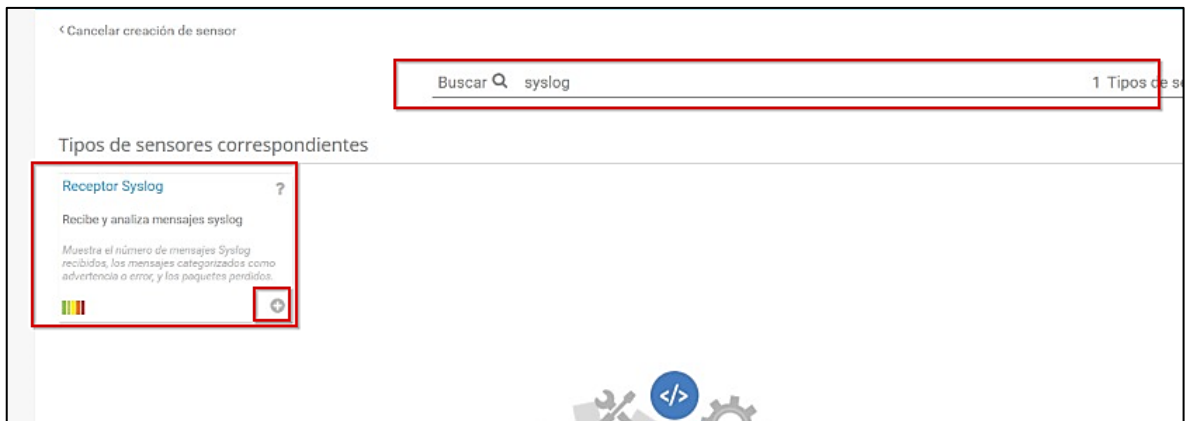 <Cancelar creación de sensor
Buscar syslog 1 Tipos de se
Tipos de sensores correspondientes
Receptor Syslog ?
Recibe y analiza mensajes syslog
Muestra el número de mensajes Syslog
recibidos, los mensajes categorizados como
advertencia o error, y los paquetes perdidos.
</>